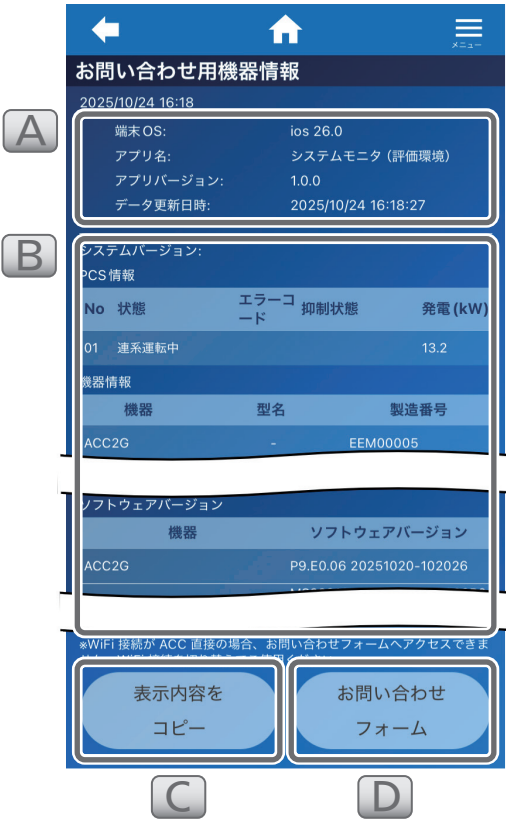 メニュー
お問い合わせ用機器情報
2025/10/24 16:18
A
端末OS: ios 26.0
アプリ名: システムモニタ（評価環境）
アプリバージョン: 1.0.0
データ更新日時: 2025/10/24 16:18:27
B
システムバージョン:
PCS情報
No 状態 エラーコード 抑制状態 発電(kW)
01 連系運転中 13.2
機器情報
機器 型名 製造番号
ACC2G - EEM00005
ソフトウェアバージョン
機器 ソフトウェアバージョン
ACC2G P9.E0.06 20251020-102026
※WiFi 接続が ACC 直接の場合、お問い合わせフォームへアクセスできま
表示内容を
コピー
お問い合わせ
フォーム
C
D